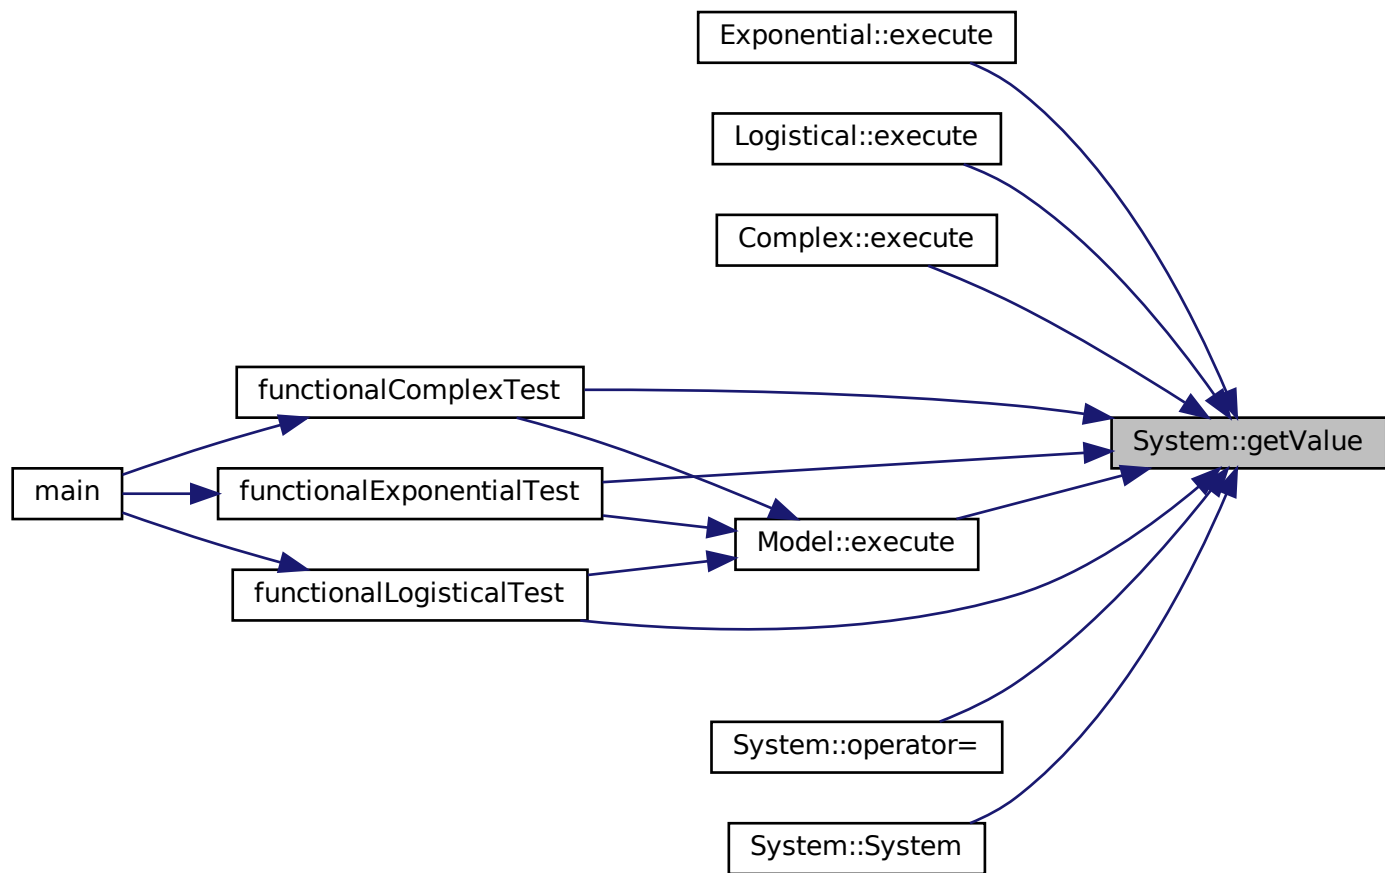 Exponential::execute
Logistical::execute
Complex::execute
functionalComplexTest
System::getValue
main
functionalExponentialTest
Model::execute
functionalLogisticalTest
System::operator=
System::System